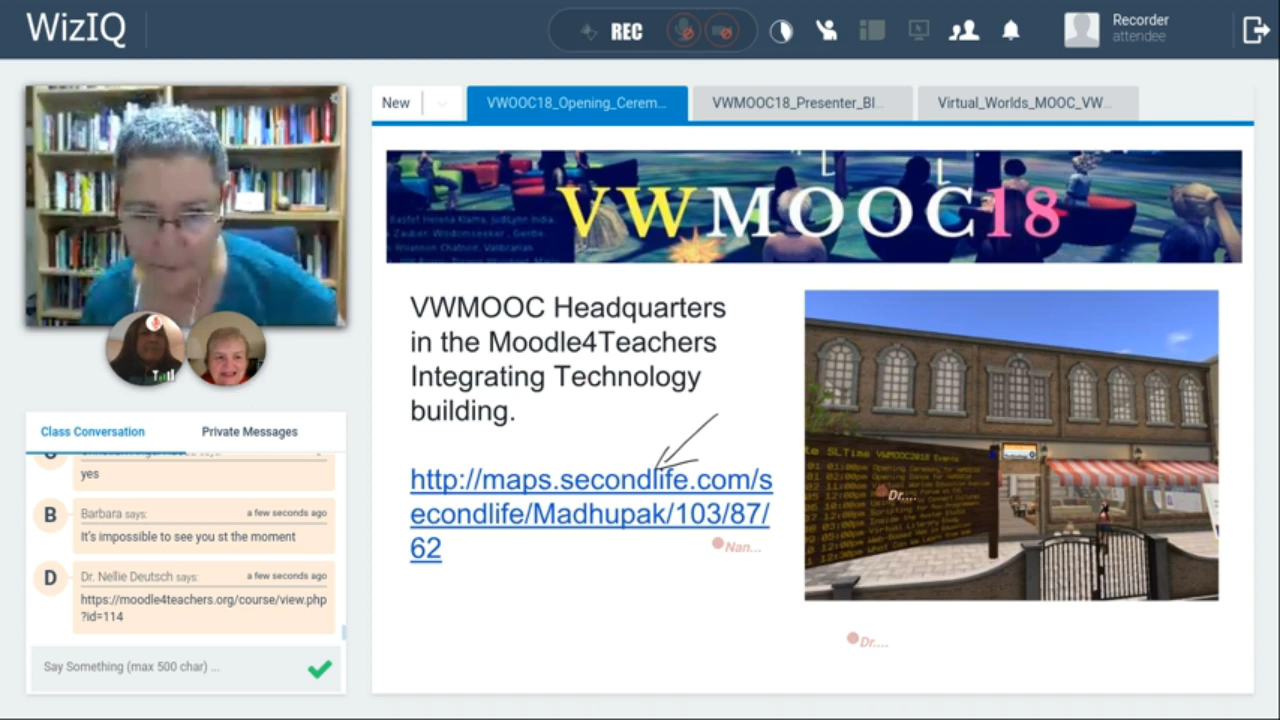 WizIQ
REC
Recorder
attendee
New
VWOOC18_Opening_Cerem...
VWMOOC18_Presenter_Bl...
Virtual_Worlds_MOOC_VW...
VWMOOC18
VWMOOC Headquarters
in the Moodle4Teachers
Integrating Technology
building.
http://maps.secondlife.com/s
econdlife/Madhupak/103/87/
62
Nan...
Dr....
Dr....
Class Conversation
Private Messages
yes
B
Barbara says:
a few seconds ago
It's impossible to see you st the moment
D
Dr. Nellie Deutsch says:
a few seconds ago
https://moodle4teachers.org/course/view.php
?id=114
Say Something (max 500 char) ...